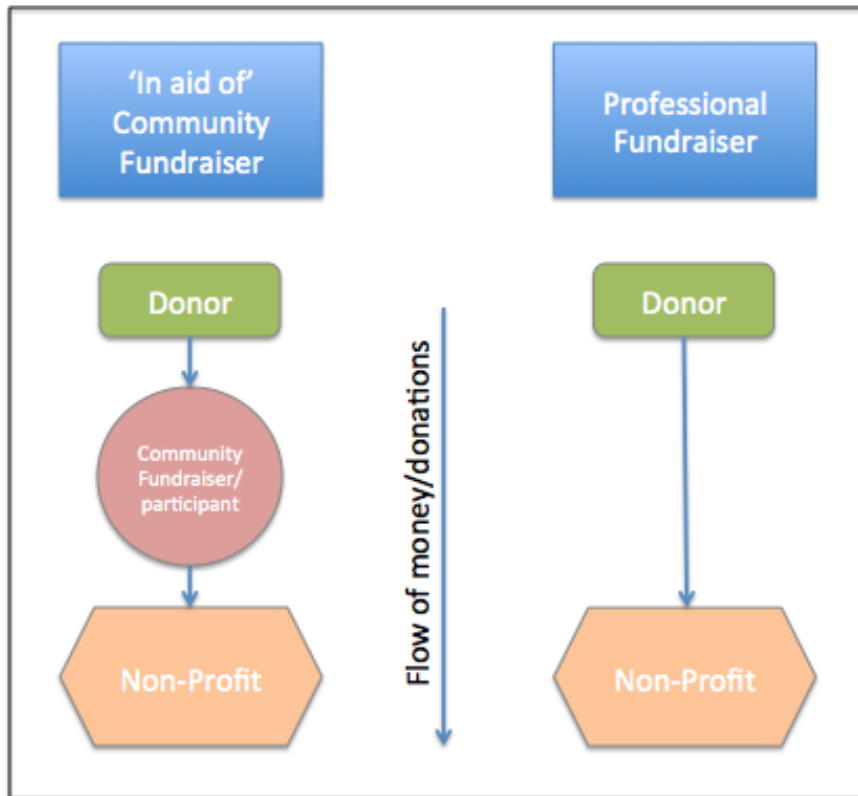 ‘In aid of’
Community
Fundraiser
Professional
Fundraiser
Donor
Donor
Community
Fundraiser/
participant
Flow of money/donations
Non-Profit
Non-Profit